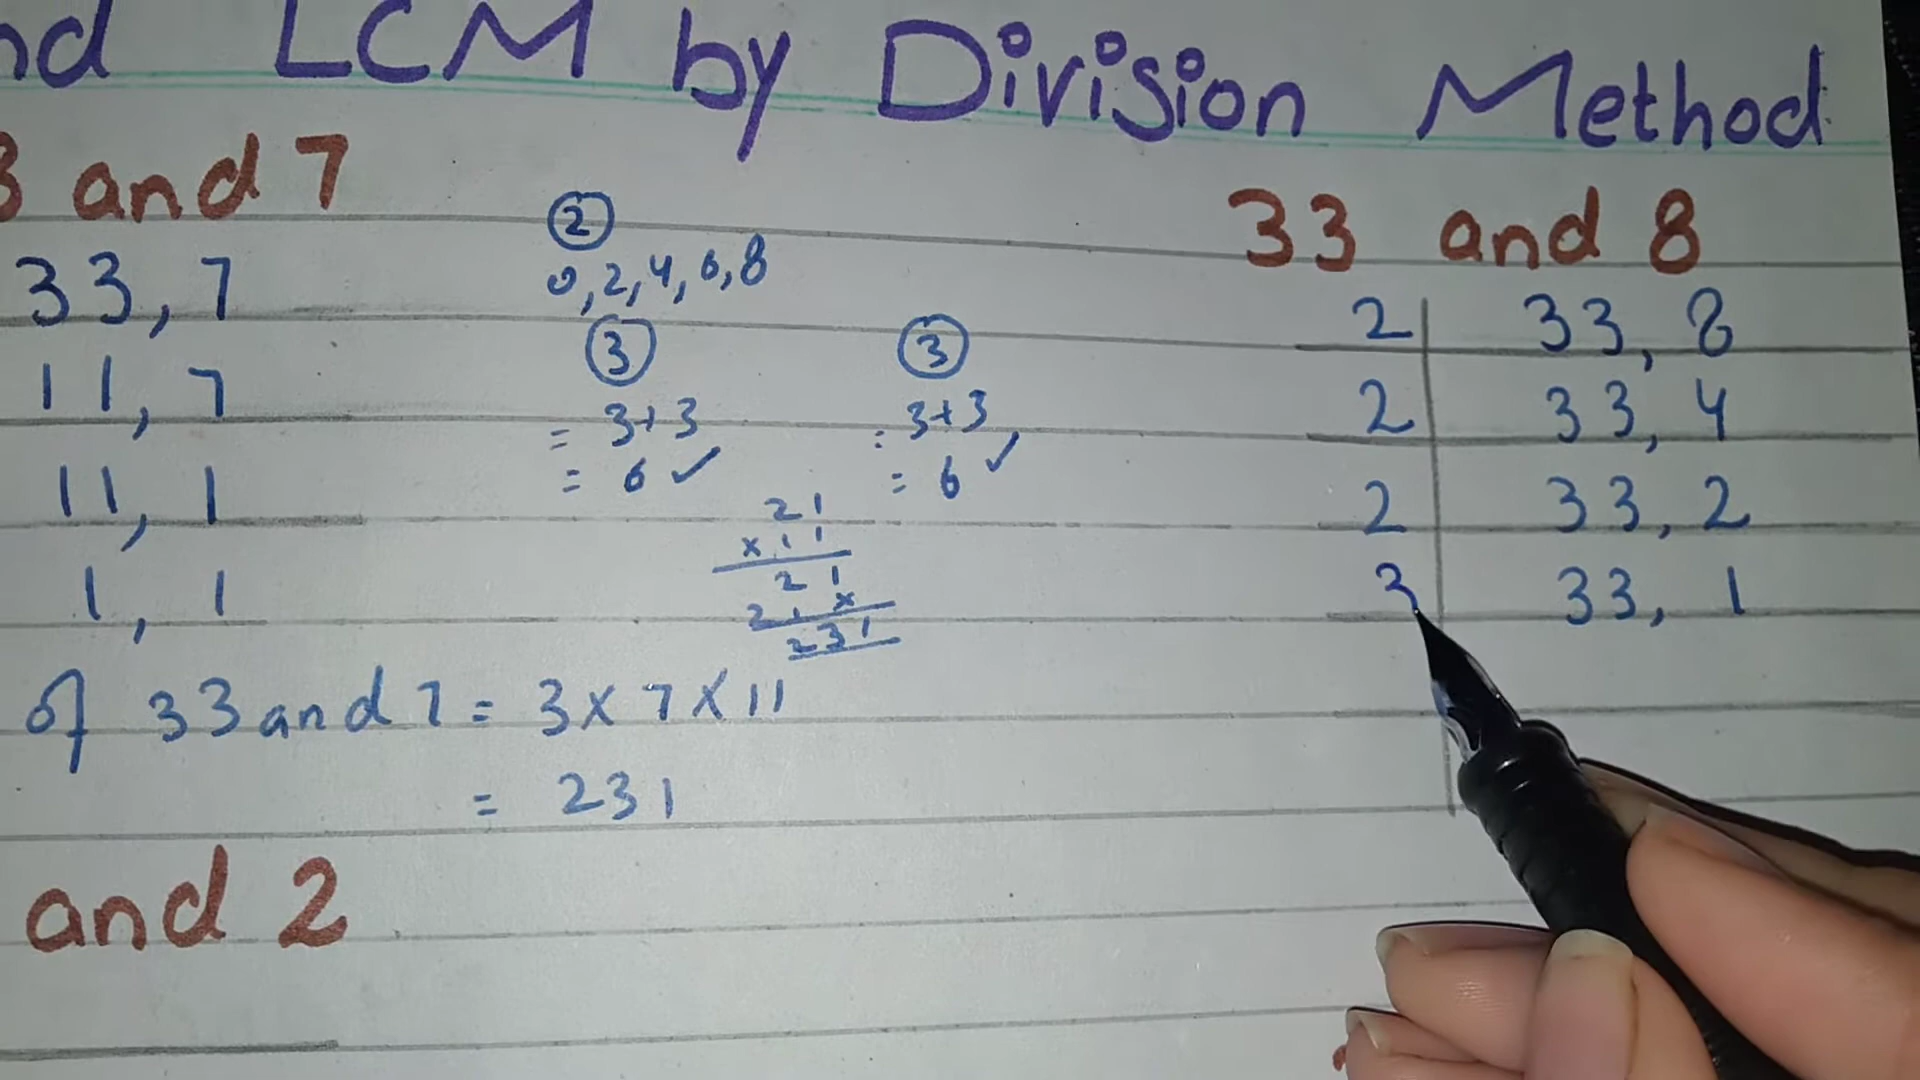 nd LCM by Division Method
3 and 7
33, 7
11, 7
11, 1
1, 1
of 33 and 7 = 3 x 7 x 11
= 231
and 2
2
0, 2, 4, 6, 8
3
= 3+3
= 6 ✓
3
: 3+3
= 6 ✓
21
x 11
21
21x
231
33 and 8
2 33, 8
2 33, 4
2 33, 2
3 33, 1